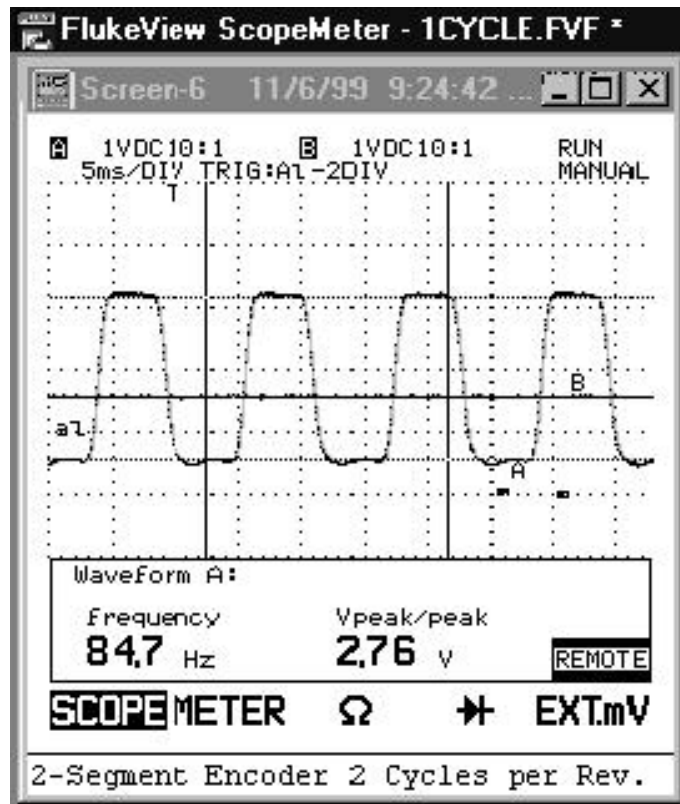 FlukeView ScopeMeter - 1CYCLE.FVF *
Screen-6 11/6/99 9:24:42 ...
A 1VDC10:1 B 1VDC10:1 RUN
5ms/DIV TRIG:A1-2DIV MANUAL
T
B
a1
A
Waveform A:
frequency Vpeak/peak
84,7 Hz 2,76 V REMOTE
SCOPE METER Ω EXT.mV
2-Segment Encoder 2 Cycles per Rev.